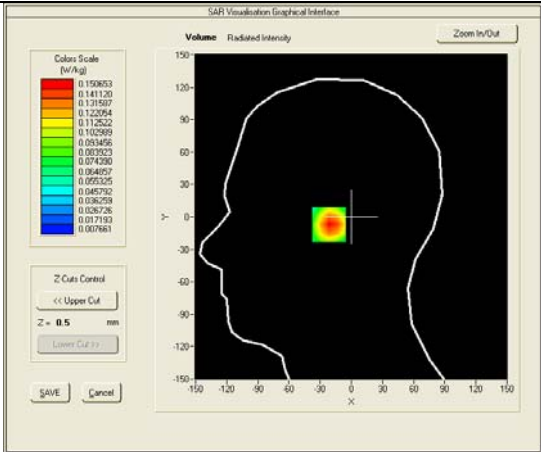 SAR Visualisation Graphical Interface
Volume Radiated Intensity
Zoom In/Out
Colors Scale
(W/kg)
0.150653
0.141120
0.131587
0.122054
0.112522
0.102989
0.093456
0.083923
0.074390
0.064857
0.055325
0.045792
0.036259
0.026726
0.017193
0.007661
150
120
90
60
30
0
-30
-60
-90
-120
-150
Y
-150 -120 -90 -60 -30 0 30 60 90 120 150
X
Z Cuts Control
<< Upper Cut
Z = 0.5 mm
Lower Cut >>
SAVE Cancel